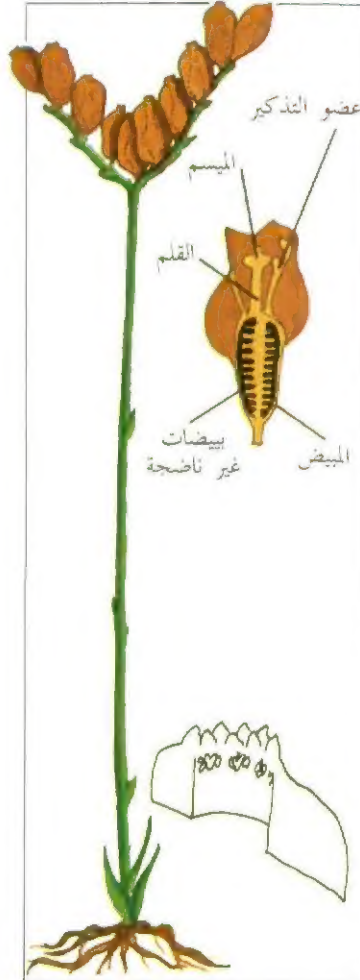 عضو التذكير
الميسم
القلم
بييضات
غير ناضجة
المبيض